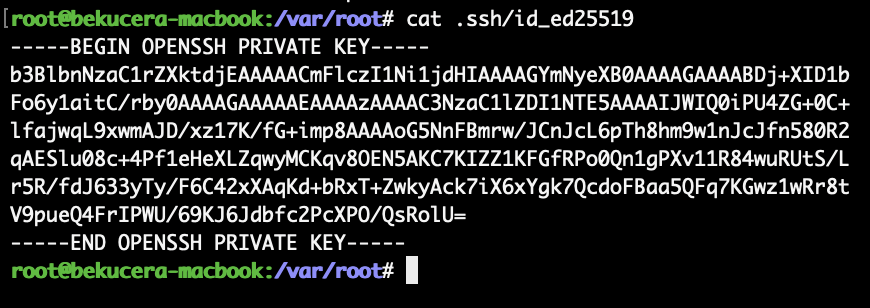 root@bekucera-macbook:/var/root# cat .ssh/id_ed25519
-----BEGIN OPENSSH PRIVATE KEY-----
b3BlbnNzaC1rZXktdjEAAAAACmFlczI1Ni1jdHIAAAAGYmNyeXB0AAAAGAAAABDj+XID1b
Fo6y1aitC/rby0AAAAGAAAAAEAAAAzAAAAC3NzaC1lZDI1NTE5AAAAIJWIQ0iPU4ZG+0C+
lfajwqL9xwmAJD/xz17K/fG+imp8AAAAoG5NnFBmrw/JCnJcL6pTh8hm9w1nJcJfn580R2
qAESlu08c+4Pf1eHeXLZqwyMCKqv8OEN5AKC7KIZZ1KFGfRPo0Qn1gPXv11R84wuRUtS/L
r5R/fdJ633yTy/F6C42xXAqKd+bRxT+ZwkyAck7iX6xYgk7QcdoFBaa5QFq7KGwz1wRr8t
V9pueQ4FrIPWU/69KJ6Jdbfc2PcXPO/QsRolU=
-----END OPENSSH PRIVATE KEY-----
root@bekucera-macbook:/var/root#